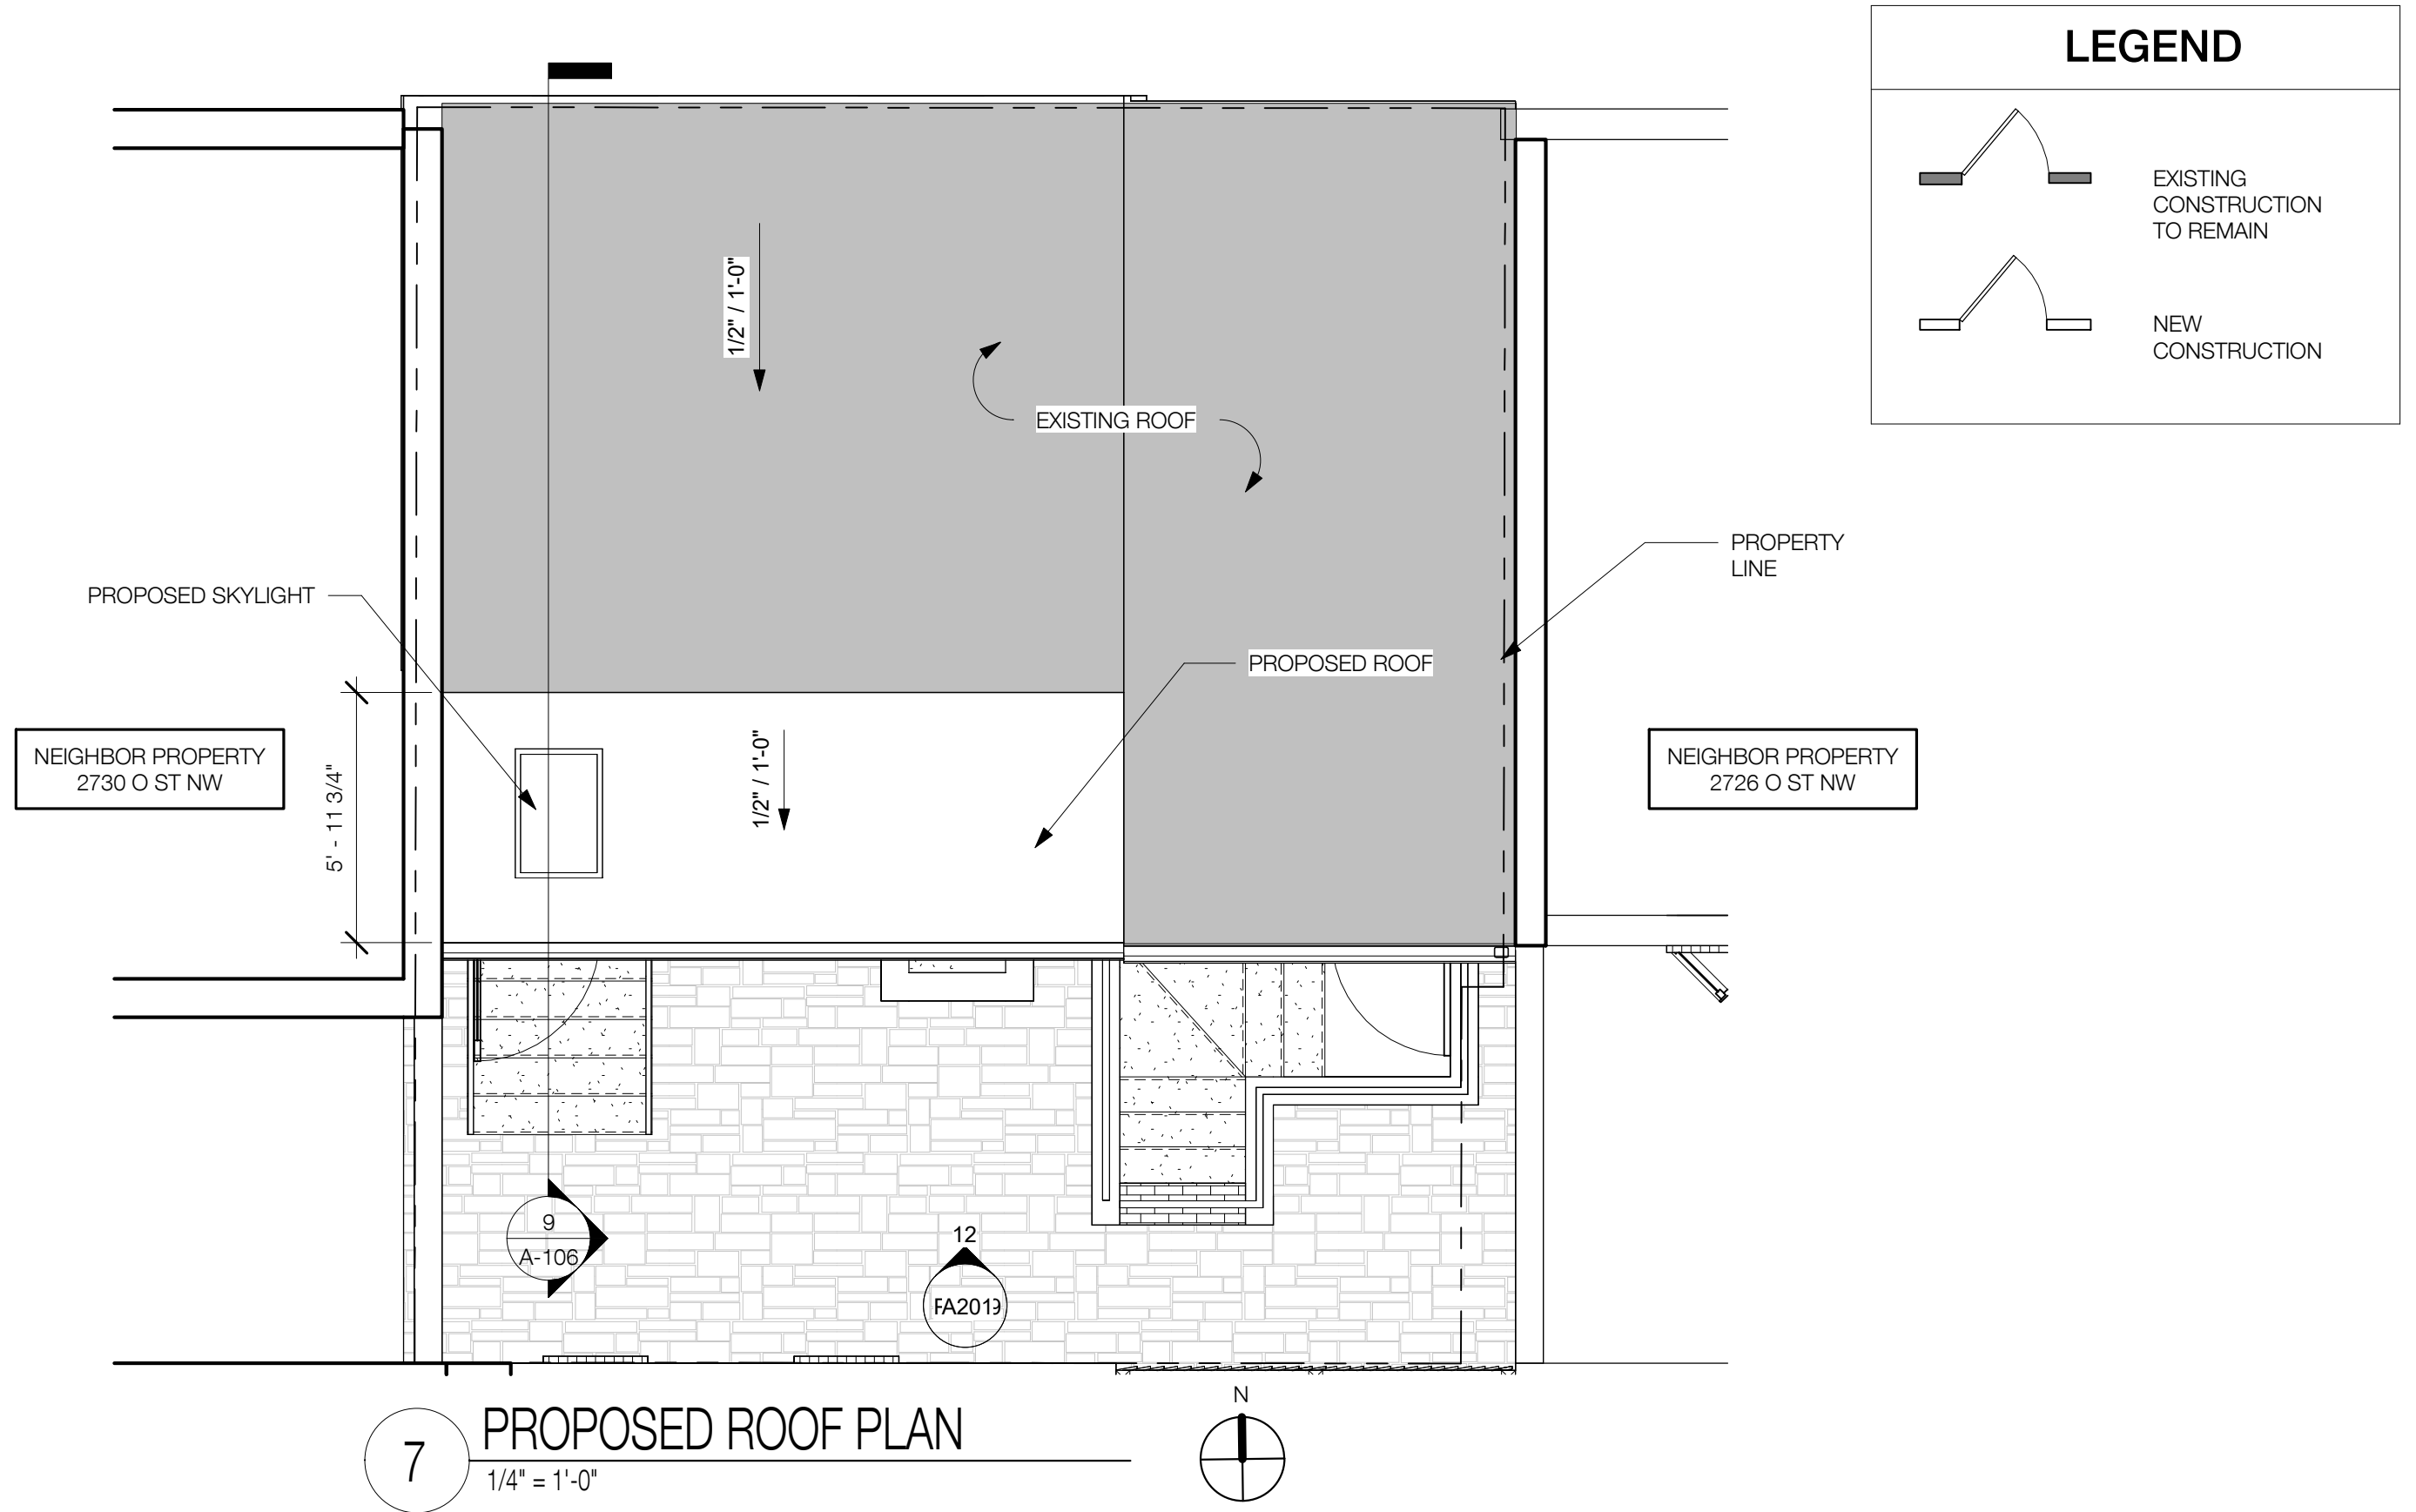 LEGEND
EXISTING
CONSTRUCTION
TO REMAIN
NEW
CONSTRUCTION
1/2" / 1'-0"
EXISTING ROOF
PROPERTY
LINE
PROPOSED SKYLIGHT
PROPOSED ROOF
NEIGHBOR PROPERTY
2730 O ST NW
5' - 11 3/4"
1/2" / 1'-0"
NEIGHBOR PROPERTY
2726 O ST NW
9
A-106
12
N
7
PROPOSED ROOF PLAN
1/4" = 1'-0"